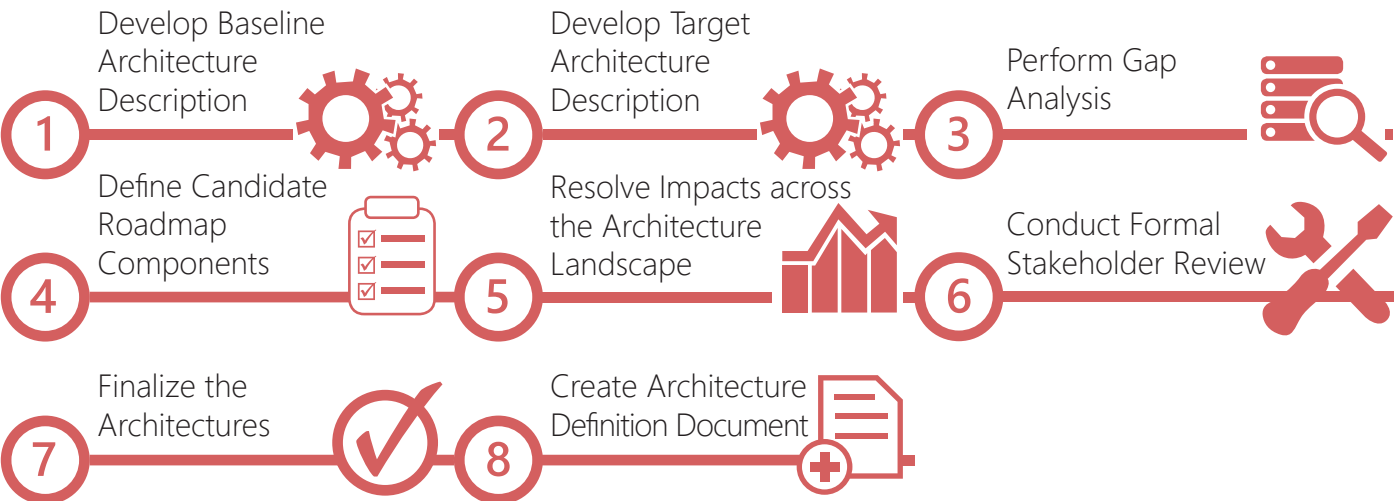 1
Develop Baseline
Architecture
Description
2
Develop Target
Architecture
Description
3
Perform Gap
Analysis
4
Define Candidate
Roadmap
Components
5
Resolve Impacts across
the Architecture
Landscape
6
Conduct Formal
Stakeholder Review
7
Finalize the
Architectures
8
Create Architecture
Definition Document